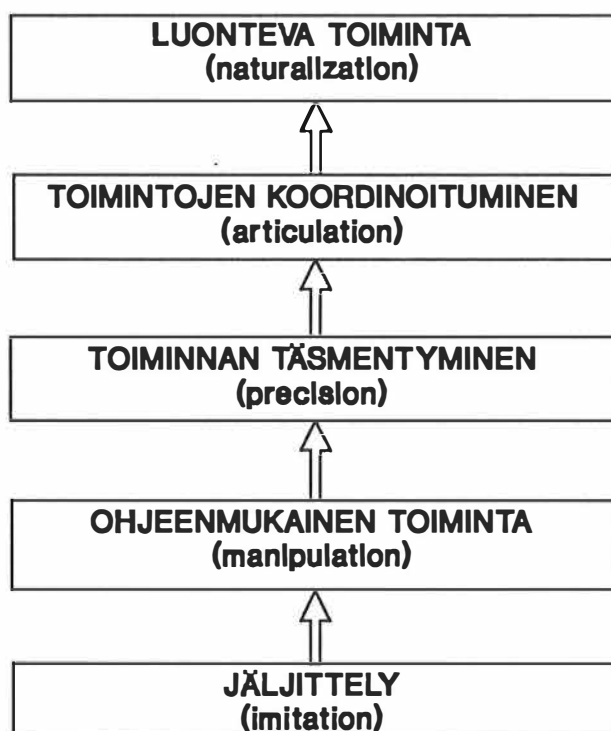 LUONTEVA TOIMINTA
(naturalization)
TOIMINTOJEN KOORDINOITUMINEN
(articulation)
TOIMINNAN TÄSMENTYMINEN
(precision)
OHJEENMUKAINEN TOIMINTA
(manipulation)
JÄLJITTELY
(imitation)